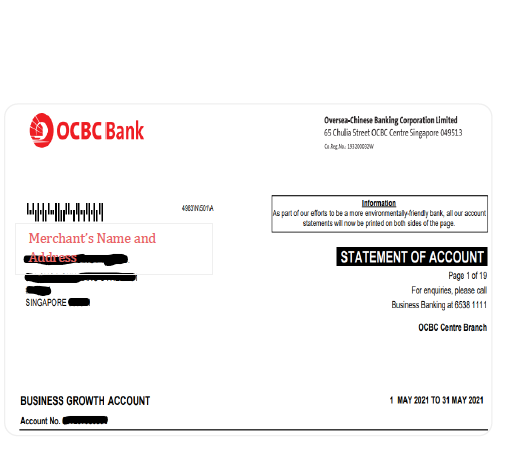 OCBC Bank
Oversea-Chinese Banking Corporation Limited
65 Chulia Street OCBC Centre Singapore 049513
Co.Reg.No.: 193200032W
4983\N\501\A
Information
As part of our efforts to be a more environmentally-friendly bank, all our account
statements will now be printed on both sides of the page.
Merchant's Name and
Address
SINGAPORE
STATEMENT OF ACCOUNT
Page 1 of 19
For enquiries, please call
Business Banking at 6538 1111
OCBC Centre Branch
BUSINESS GROWTH ACCOUNT
1 MAY 2021 TO 31 MAY 2021
Account No.